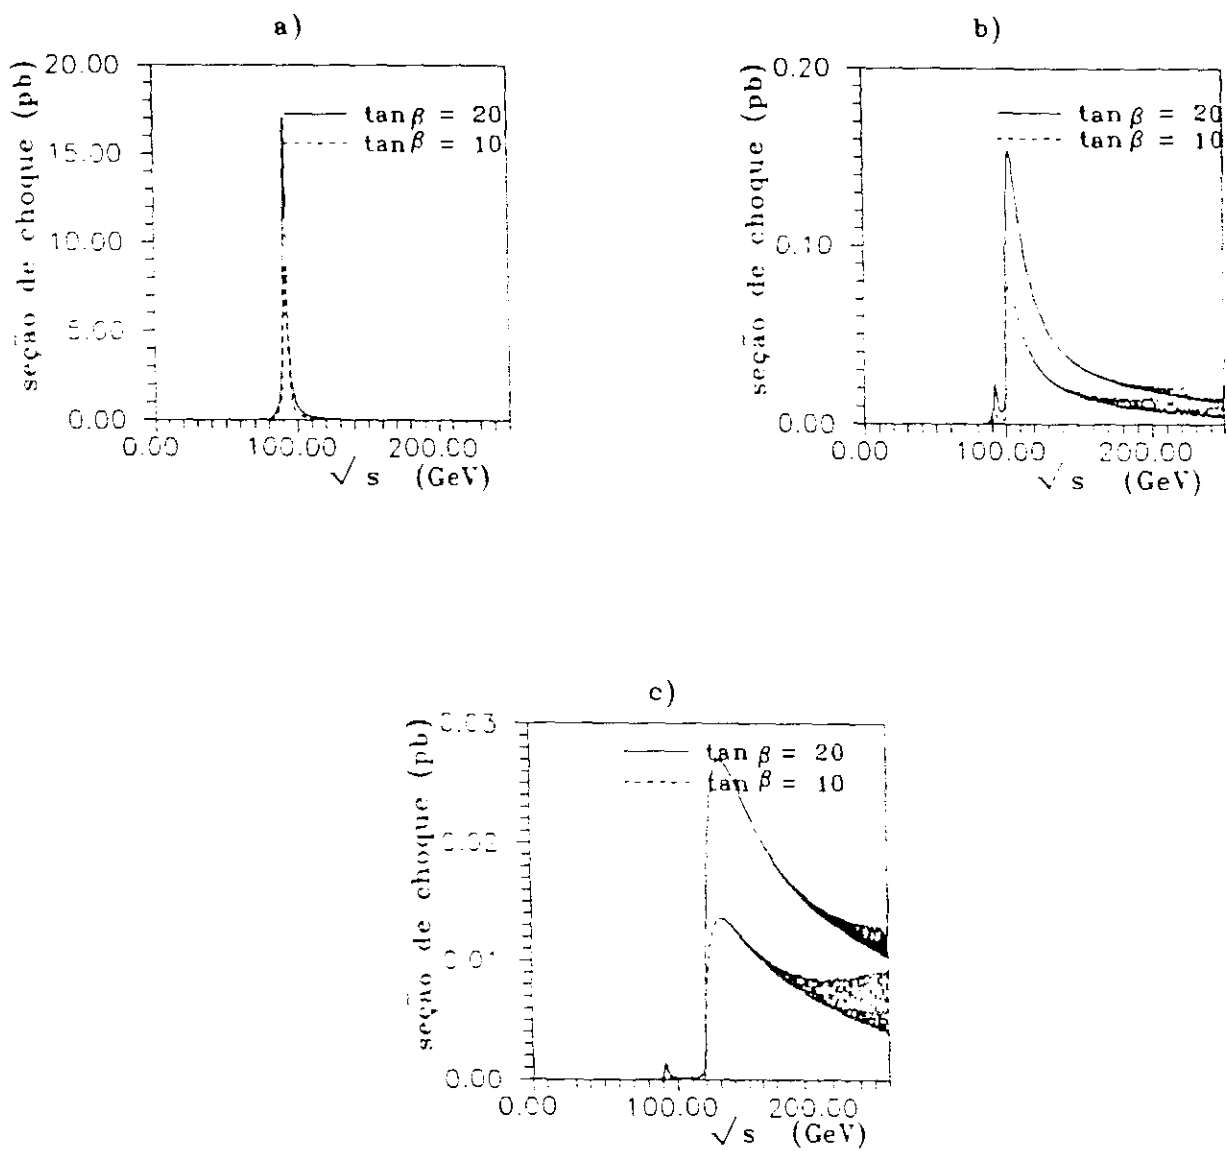 a)
seção de choque (pb)
20.00
15.00
10.00
5.00
0.00
tan β = 20
tan β = 10
0.00 100.00 200.00
√ s (GeV)
b)
seção de choque (pb)
0.20
0.10
0.00
tan β = 20
tan β = 10
0.00 100.00 200.00
√ s (GeV)
c)
seção de choque (pb)
0.03
0.02
0.01
0.00
tan β = 20
tan β = 10
0.00 100.00 200.00
√ s (GeV)